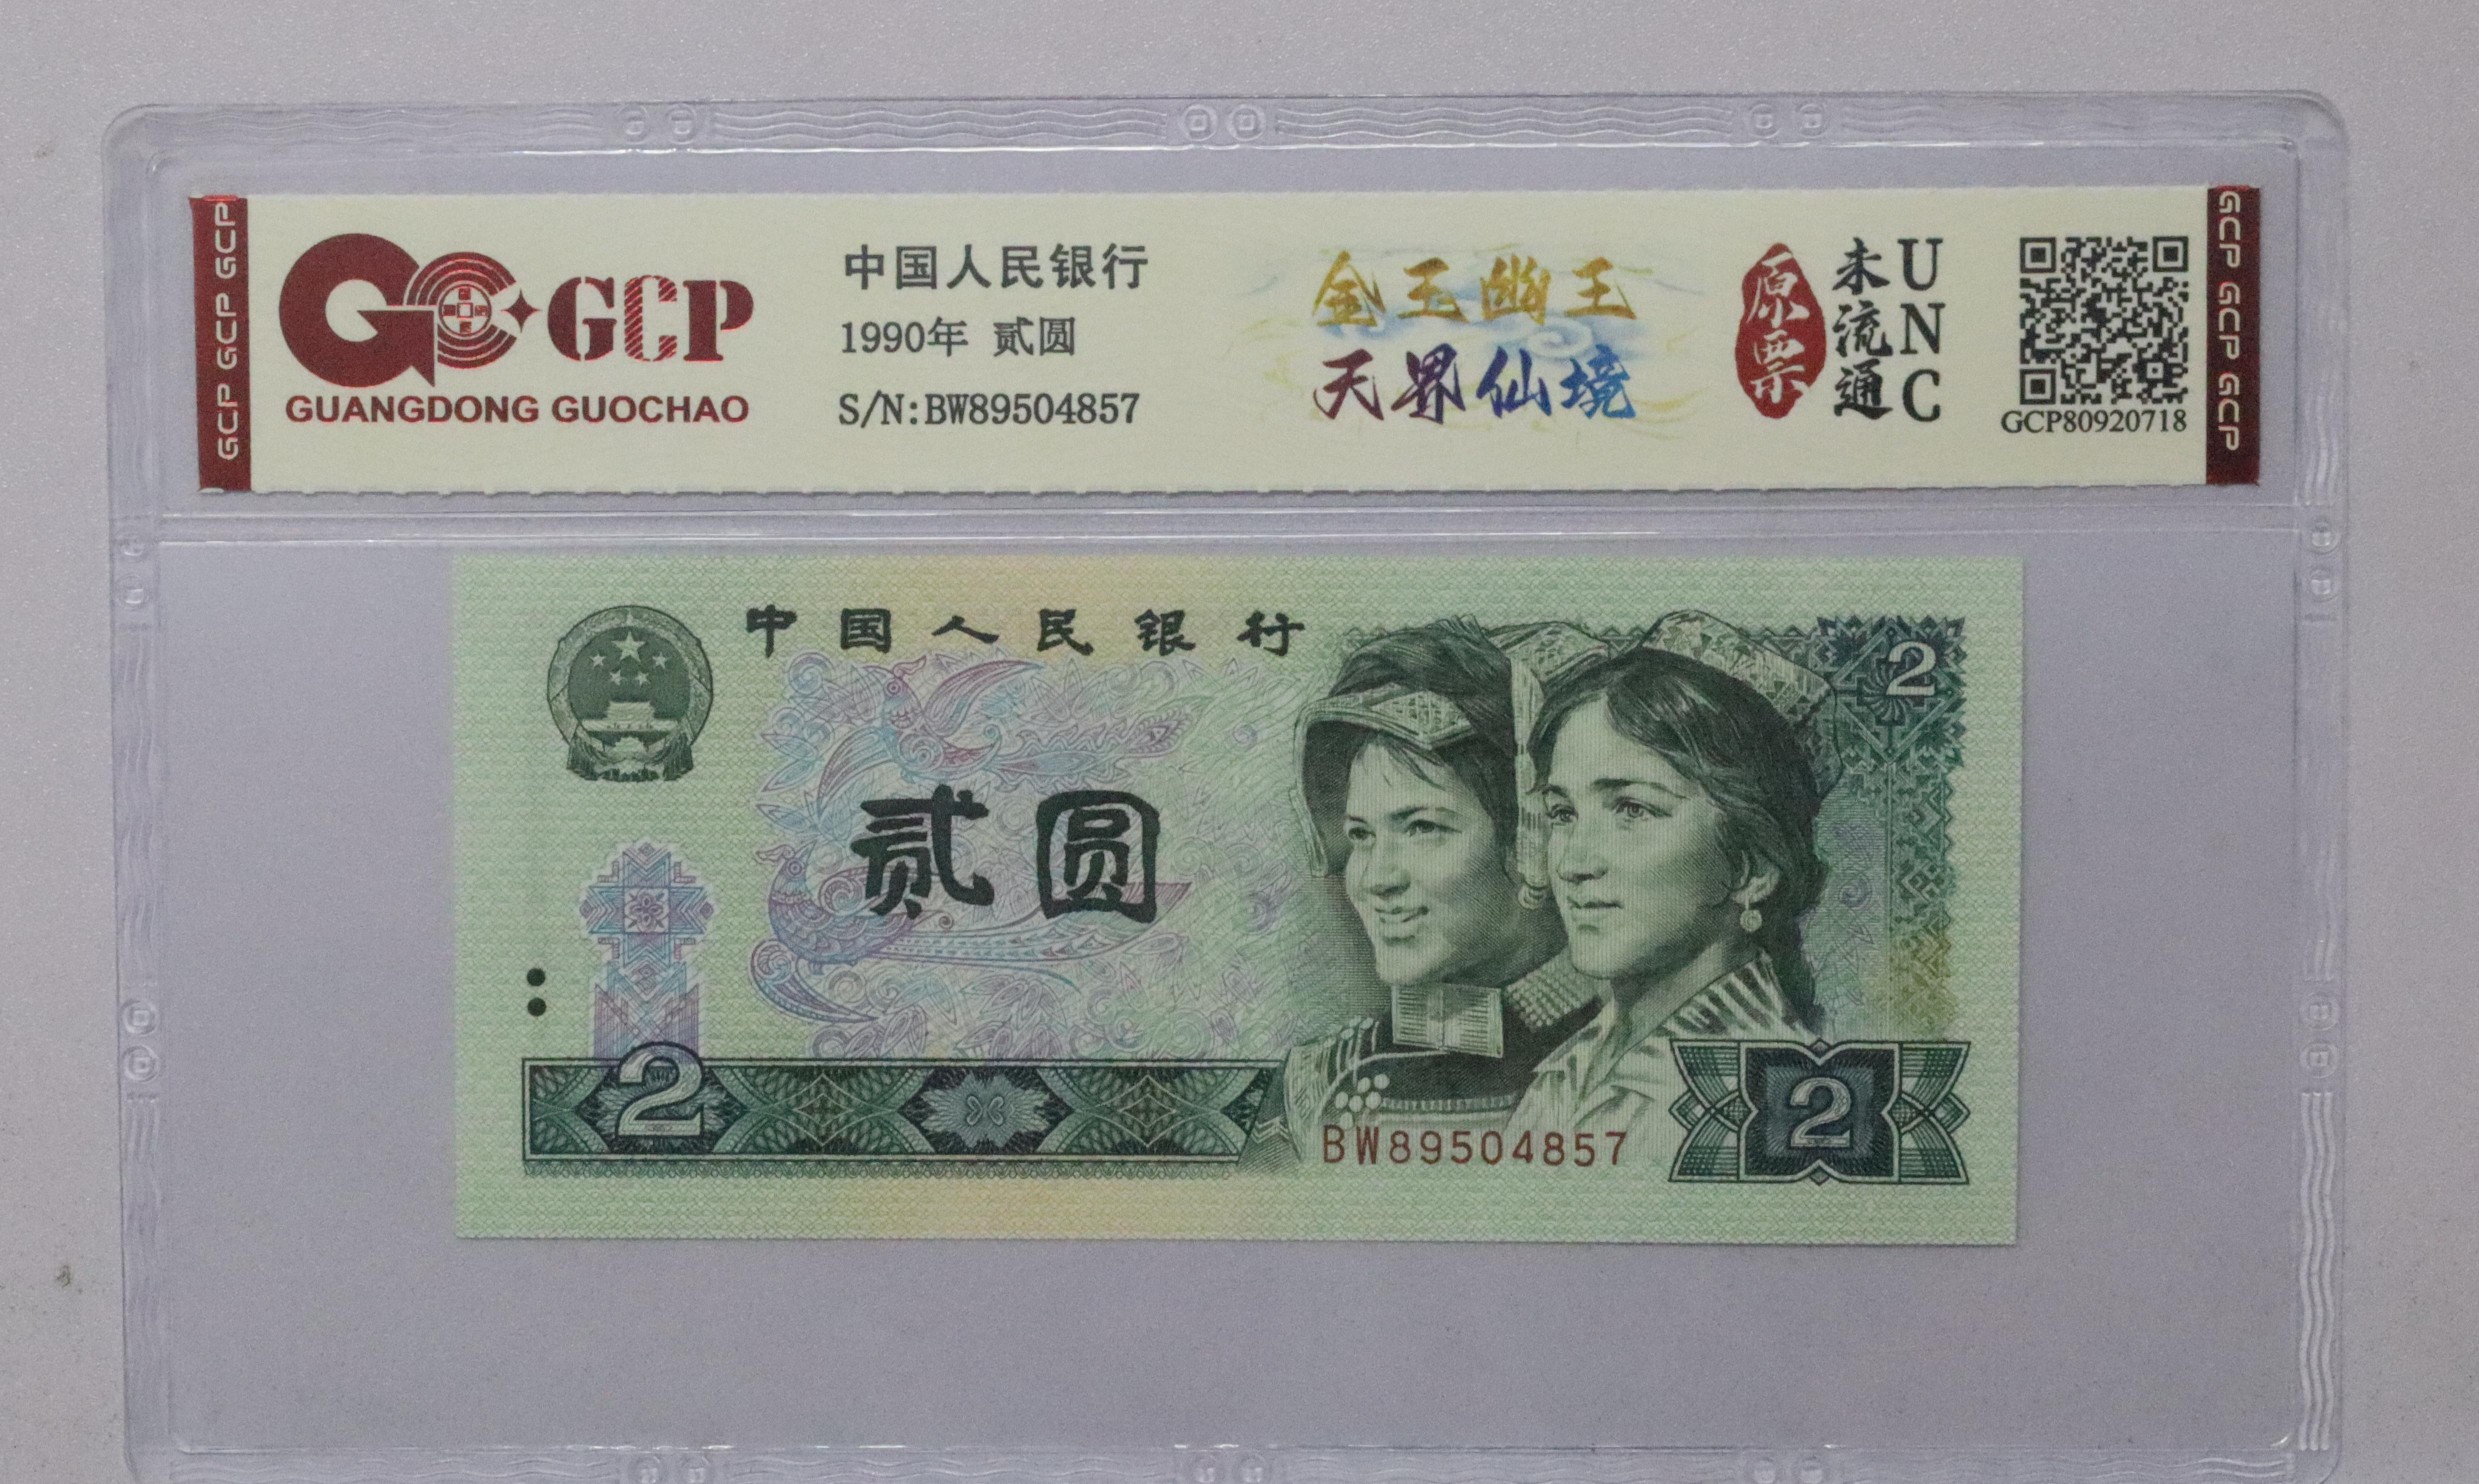 GCP GCP GCP
GCP
GUANGDONG GUOCHAO
中国人民银行
1990年 贰圆
S/N:BW89504857
金玉幽王
天界仙境
原票
未流通
UNC
GCP80920718
GCP GCP GCP
中国人民银行
2
贰圆
2
BW89504857
2